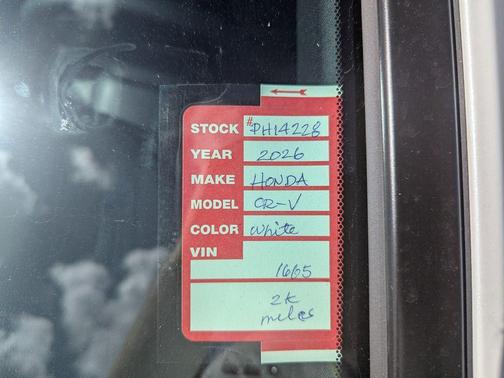 STOCK #PH14228
YEAR 2026
MAKE HONDA
MODEL CR-V
COLOR White
VIN
1665
2K
miles